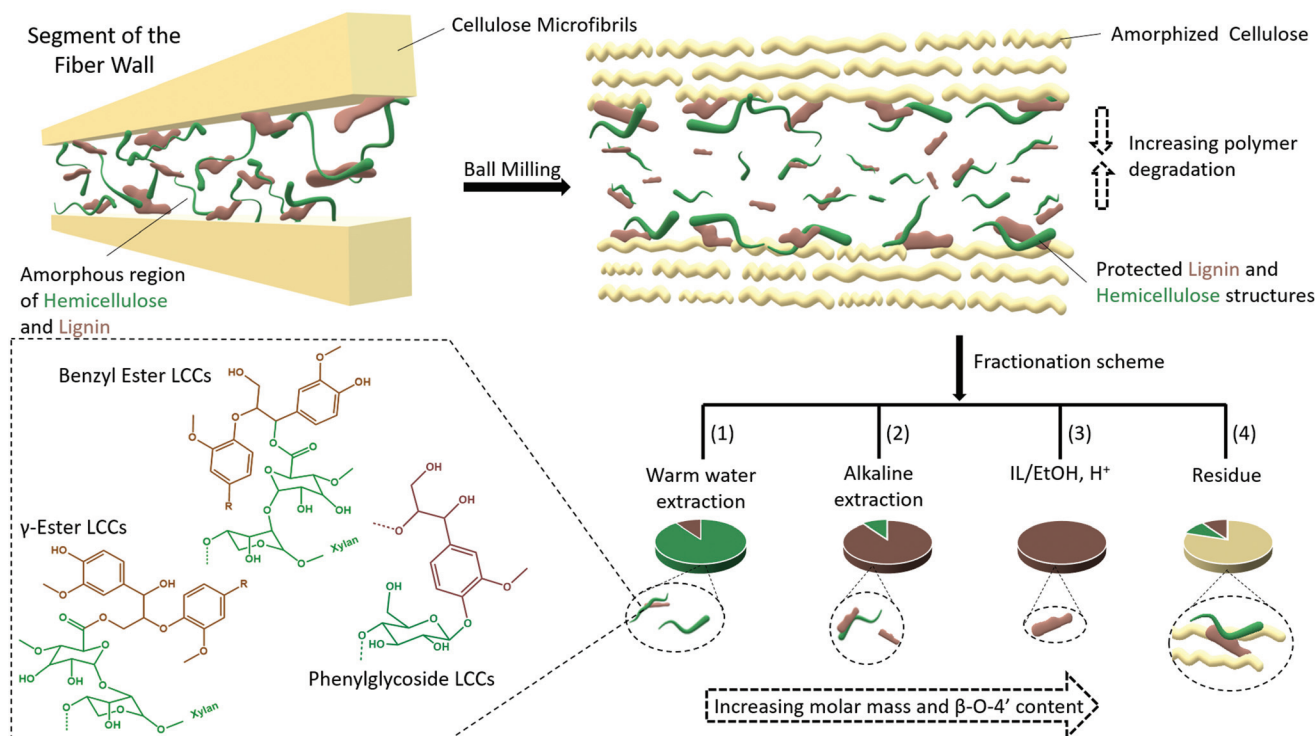 Segment of the
Fiber Wall
Cellulose Microfibrils
Amorphous region
of Hemicellulose
and Lignin
Ball Milling
Amorphized Cellulose
Increasing polymer
degradation
Protected Lignin and
Hemicellulose structures
Fractionation scheme
(1)
Warm water
extraction
(2)
Alkaline
extraction
(3)
IL/EtOH, H⁺
(4)
Residue
Increasing molar mass and β-O-4' content
Benzyl Ester LCCs
HO
O
OH
O
O
R
O
O
O
O
O
OH
OH
O
O
OH
O
Xylan
γ-Ester LCCs
HO
O
OH
R
O
O
O
O
O
O
HO
OH
O
O
O
OH
O
Xylan
Phenylglycoside LCCs
OH
OH
O
O
OH
O
O
O
HO
OH